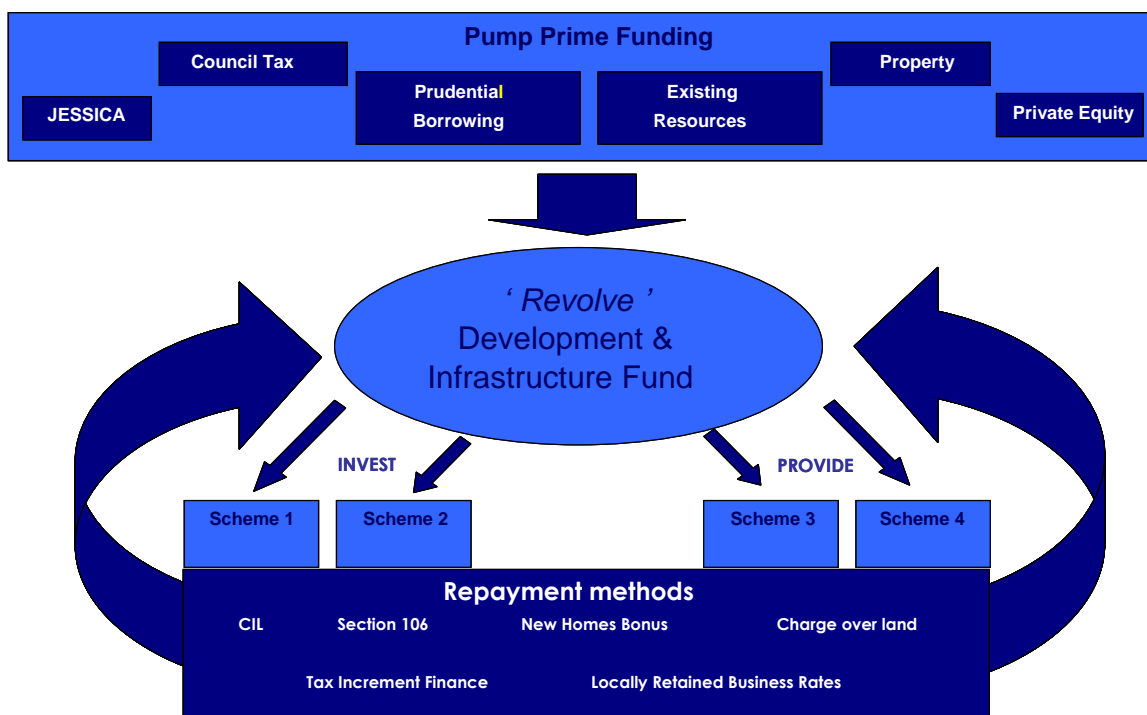 Pump Prime Funding
Council Tax
Property
JESSICA
Prudential
Borrowing
Existing
Resources
Private Equity
‘ Revolve ’
Development &
Infrastructure Fund
INVEST
PROVIDE
Scheme 1
Scheme 2
Scheme 3
Scheme 4
Repayment methods
CIL
Section 106
New Homes Bonus
Charge over land
Tax Increment Finance
Locally Retained Business Rates